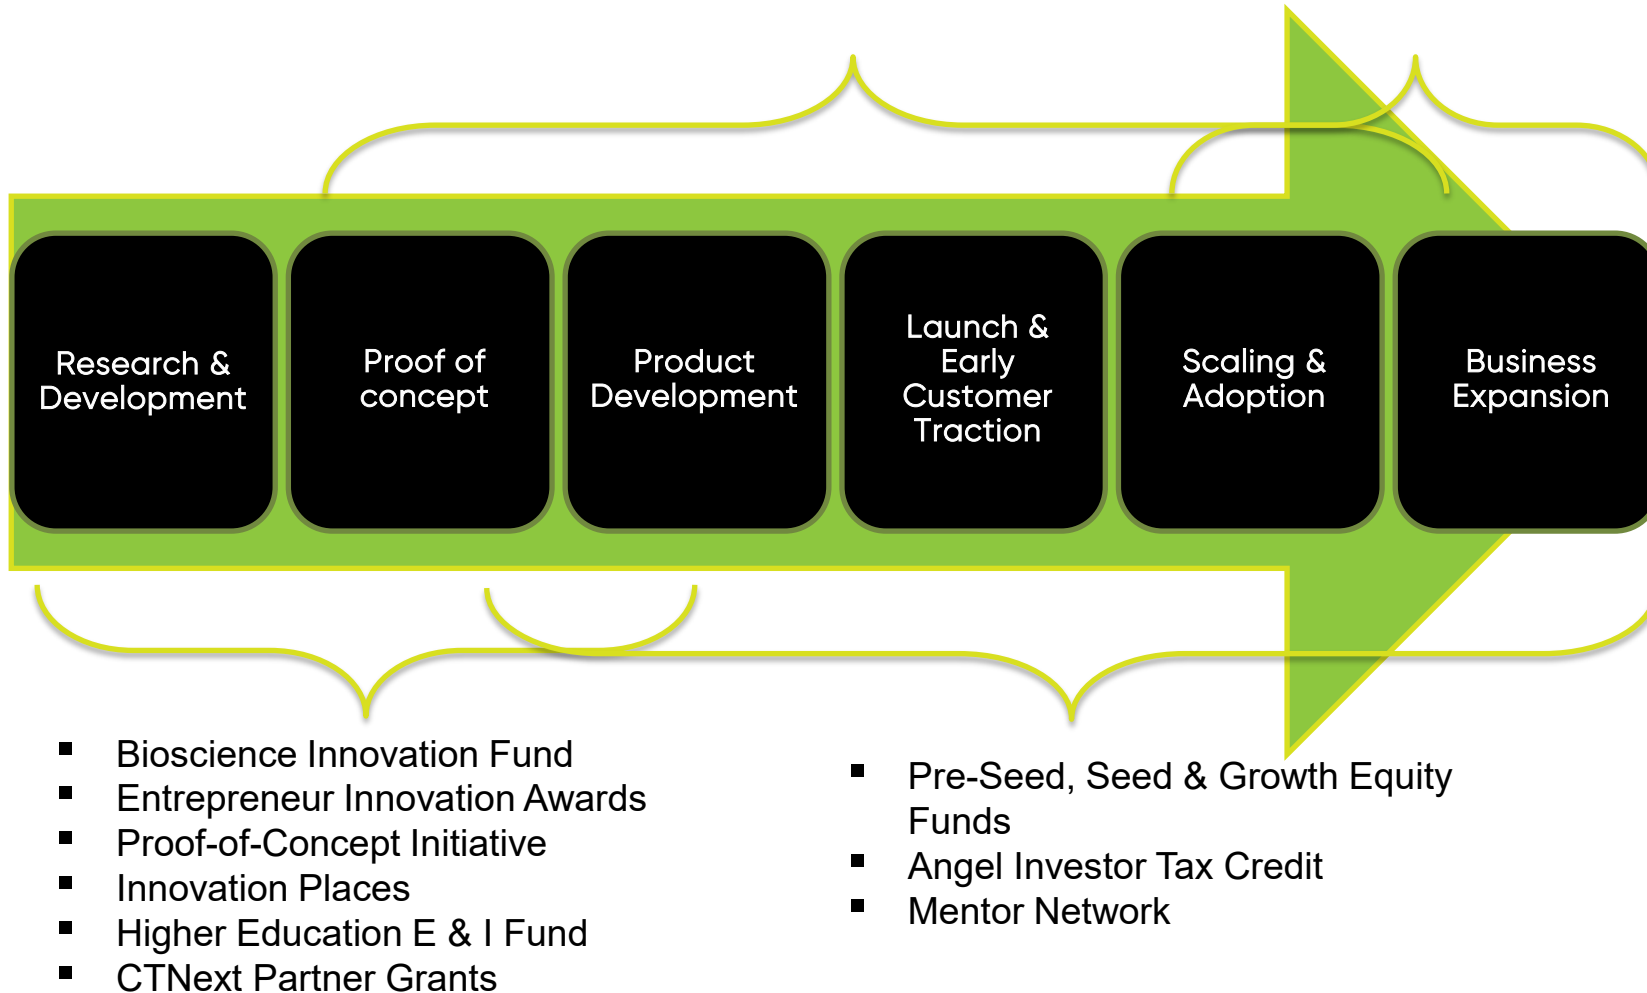 Research &
Development
Proof of
concept
Product
Development
Launch &
Early
Customer
Traction
Scaling &
Adoption
Business
Expansion
▪ Bioscience Innovation Fund
▪ Entrepreneur Innovation Awards
▪ Proof-of-Concept Initiative
▪ Innovation Places
▪ Higher Education E & I Fund
▪ CTNext Partner Grants
▪ Pre-Seed, Seed & Growth Equity
Funds
▪ Angel Investor Tax Credit
▪ Mentor Network